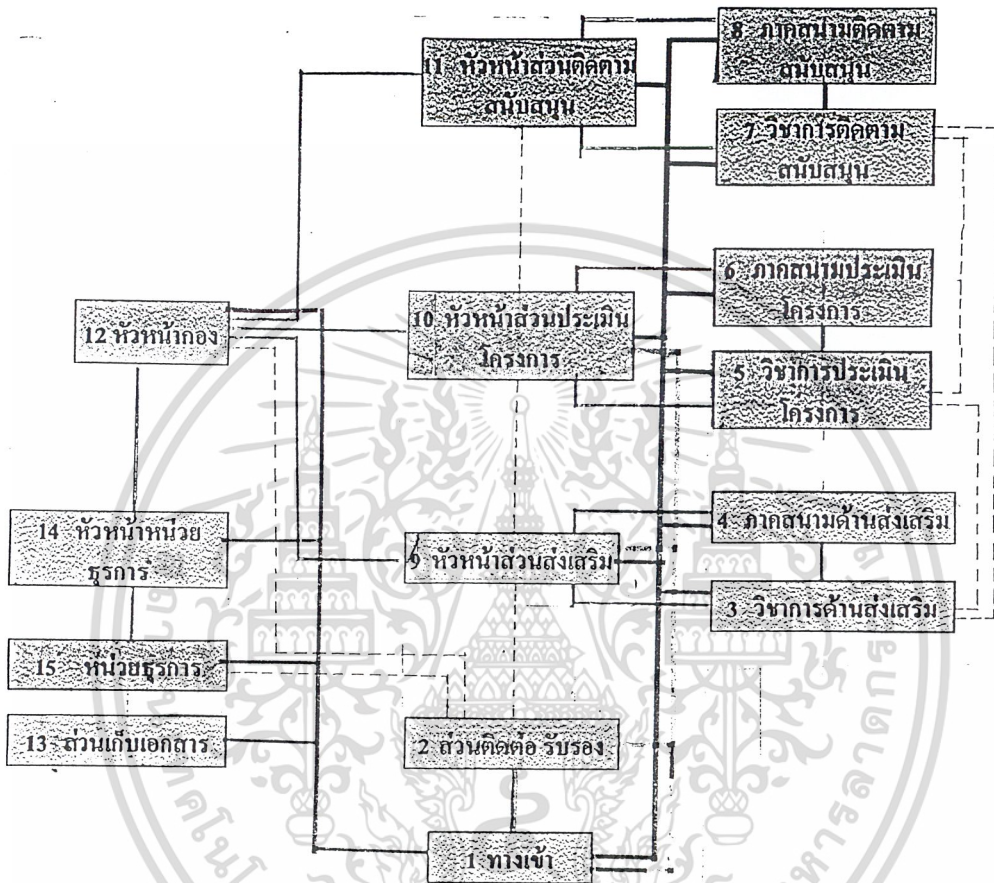 8 ภาคสนามติดตาม
สนับสนุน
11 หัวหน้าส่วนติดตาม
สนับสนุน
7 วิชาการติดตาม
สนับสนุน
6 ภาคสนามประเมิน
โครงการ
12 หัวหน้ากอง
10 หัวหน้าส่วนประเมิน
โครงการ
5 วิชาการประเมิน
โครงการ
4 ภาคสนามด้านส่งเสริม
14 หัวหน้าหน่วย
ธุรการ
9 หัวหน้าส่วนส่งเสริม
3 วิชาการด้านส่งเสริม
15 หน่วยธุรการ
13 ส่วนเก็บเอกสาร
2 ส่วนติดต่อ รับรอง
1 ทางเข้า